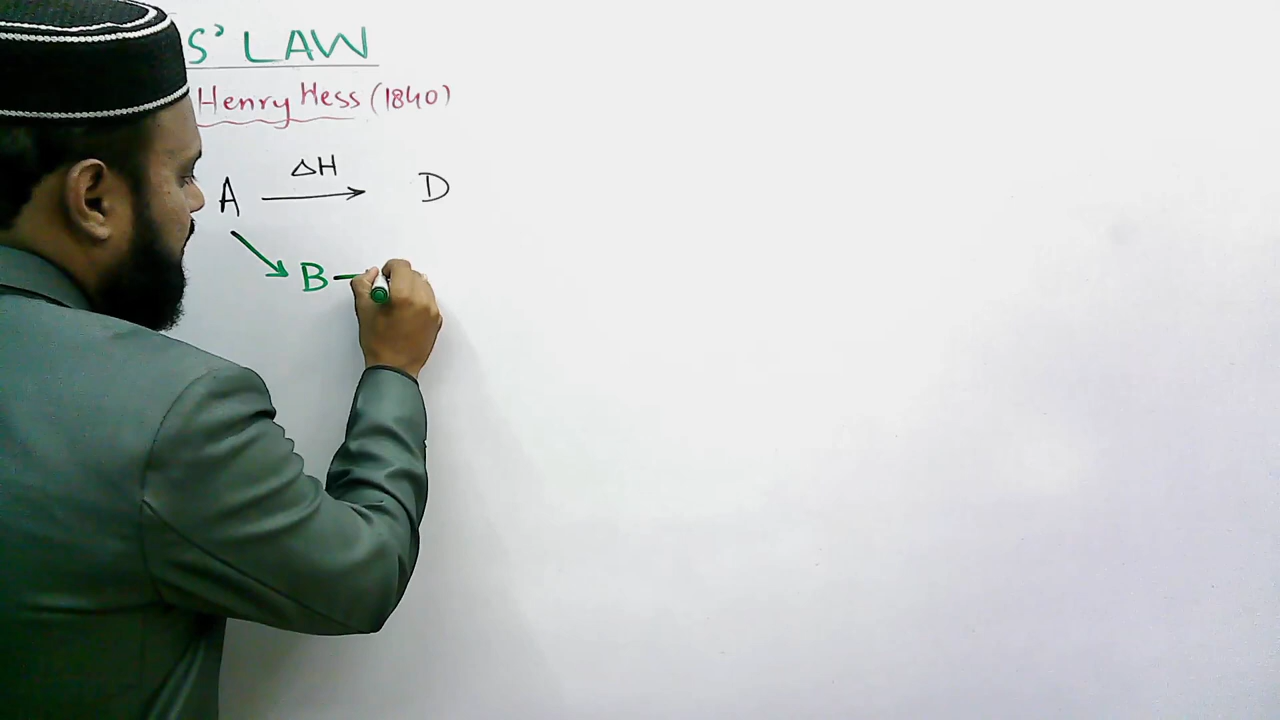 S' LAW
Henry Hess (1840)
ΔH
A ⟶ D
B